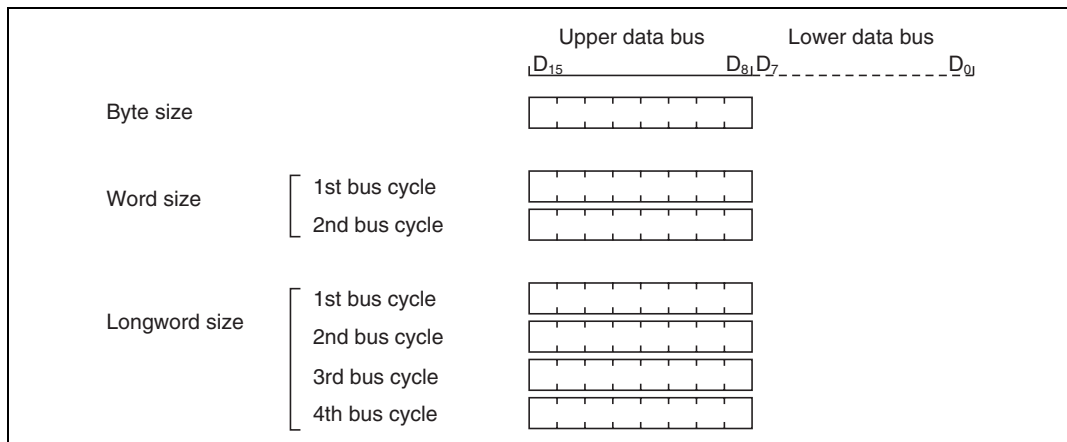 Upper data bus Lower data bus
D15 D8 D7 D0
Byte size
Word size
1st bus cycle
2nd bus cycle
Longword size
1st bus cycle
2nd bus cycle
3rd bus cycle
4th bus cycle